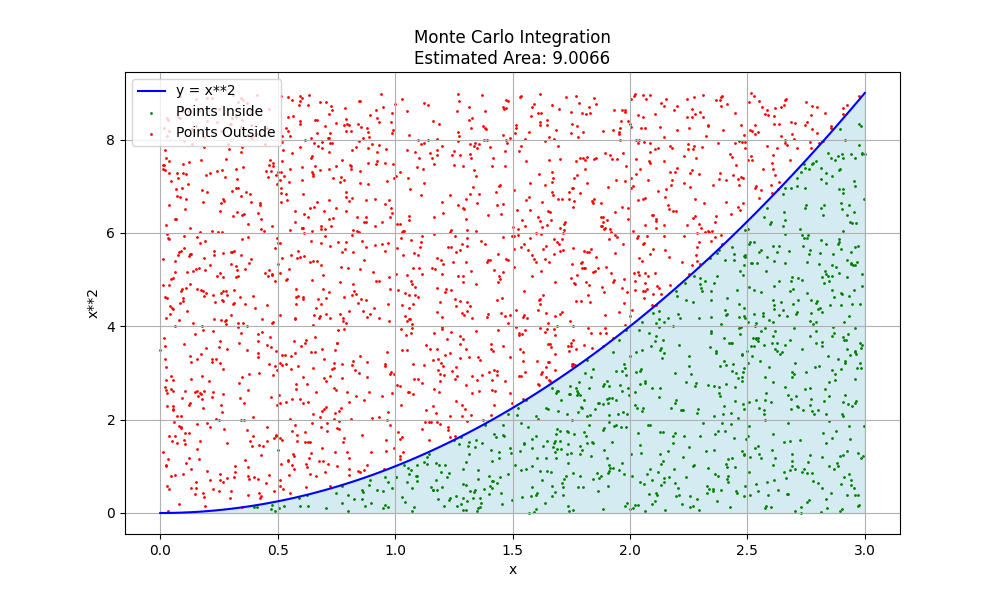 Monte Carlo Integration
Estimated Area: 9.0066
y = x**2
Points Inside
Points Outside
8
6
4
2
0
x**2
0.0 0.5 1.0 1.5 2.0 2.5 3.0
x